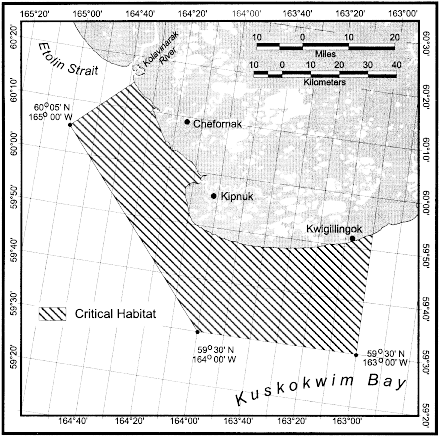 165° 20' 165° 00' 164° 40' 164° 20' 164° 00' 163° 40' 163° 20' 163° 00'
60° 20'
60° 10'
60° 00'
59° 50'
59° 40'
59° 30'
59° 20'
Etolin Strait
Kolavinarak
River
10 0 10 20
Miles
10 0 10 20 30 40
Kilometers
60° 05' N
165° 00' W
Chefornak
Kipnuk
Kwigillingok
Critical Habitat
59° 30' N
164° 00' W
59° 30' N
163° 00' W
Kuskokwim Bay
60° 30'
60° 20'
60° 10'
60° 00'
59° 50'
59° 40'
59° 30'
59° 20'
164° 40' 164° 20' 164° 00' 163° 40' 163° 20' 163° 00'